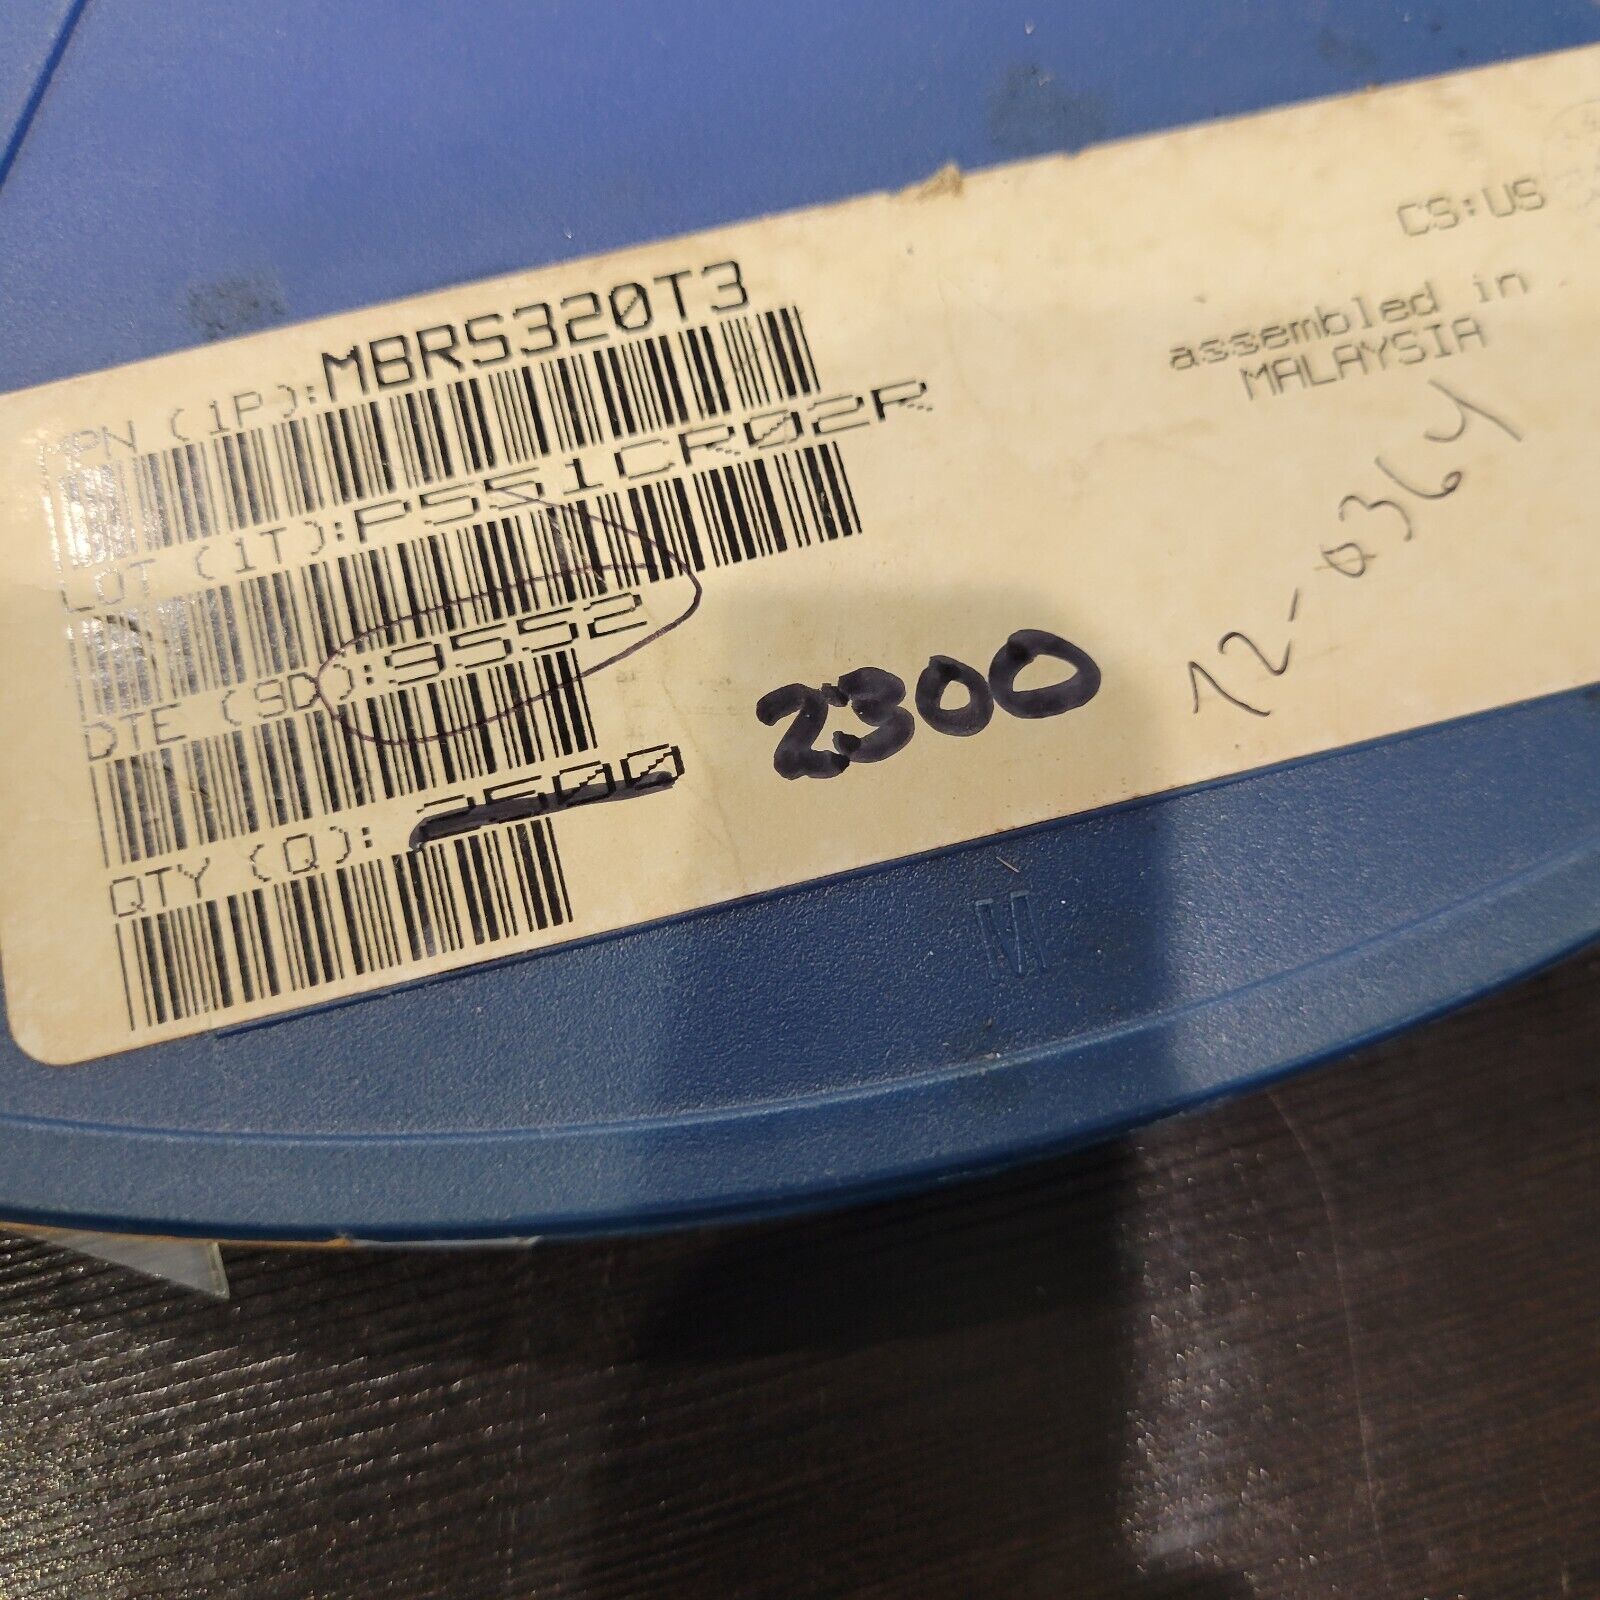 CS:US
assembled in
MALAYSIA
PN (1P):MBRS320T3
LOT (1T):P551CR02R
DTE (9D):9552
QTY (Q): 2500
2300
12-0364
M